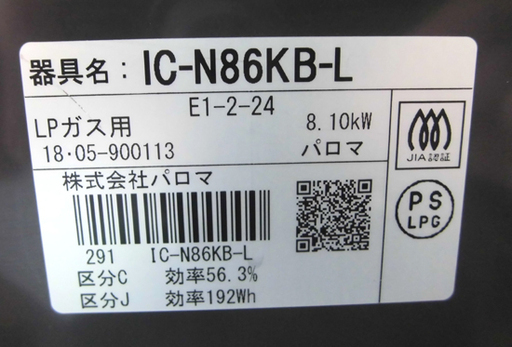 器具名：IC-N86KB-L
E1-2-24
LPガス用 8.10kW
18・05-900113 パロマ
JIA認証
株式会社パロマ
PS
LPG
291 IC-N86KB-L
区分C 効率56.3%
区分J 効率192Wh